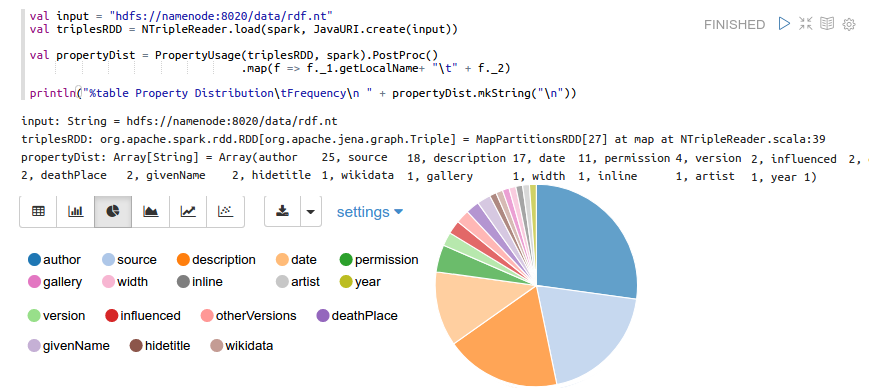 val input = "hdfs://namenode:8020/data/rdf.nt"
val triplesRDD = NTripleReader.load(spark, JavaURI.create(input))
FINISHED
val propertyDist = PropertyUsage(triplesRDD, spark).PostProc()
.map(f => f._1.getLocalName+ "\t" + f._2)
println("%table Property Distribution\tFrequency\n " + propertyDist.mkString("\n"))
input: String = hdfs://namenode:8020/data/rdf.nt
triplesRDD: org.apache.spark.rdd.RDD[org.apache.jena.graph.Triple] = MapPartitionsRDD[27] at map at NTripleReader.scala:39
propertyDist: Array[String] = Array(author 25, source 18, description 17, date 11, permission 4, version 2, influenced 2,
2, deathPlace 2, givenName 2, hidetitle 1, wikidata 1, gallery 1, width 1, inline 1, artist 1, year 1)
settings
author source description date permission
gallery width inline artist year
version influenced otherVersions deathPlace
givenName hidetitle wikidata